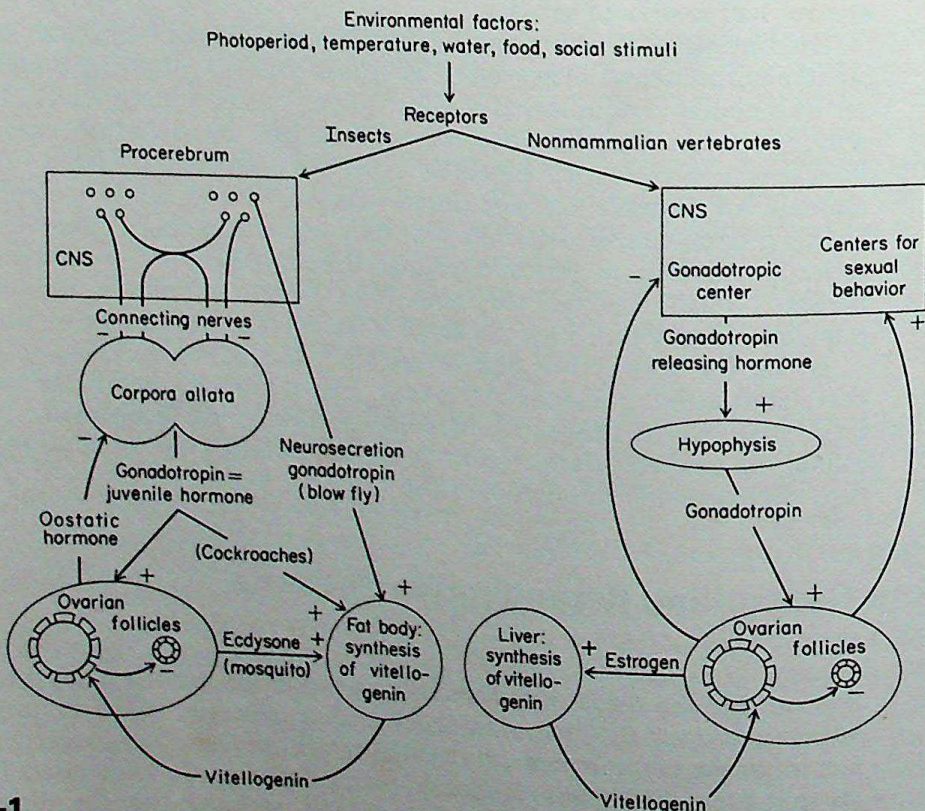 Environmental factors:
Photoperiod, temperature, water, food, social stimuli
Receptors
Insects
Nonmammalian vertebrates
Procerebrum
CNS
Connecting nerves
-
-
Corpora allata
-
Gonadotropin=
juvenile hormone
Neurosecretion
gonadotropin
(blow fly)
Oostatic
hormone
(Cockroaches)
+
+
Ovarian
follicles
-
Ecdysone
(mosquito)
+
+
Fat body:
synthesis
of vitello-
genin
Vitellogenin
CNS
Gonadotropic
center
Centers for
sexual
behavior
-
+
Gonadotropin
releasing hormone
+
Hypophysis
Gonadotropin
+
Ovarian
follicles
-
Estrogen
+
Liver:
synthesis
of vitello-
genin
Vitellogenin
-1